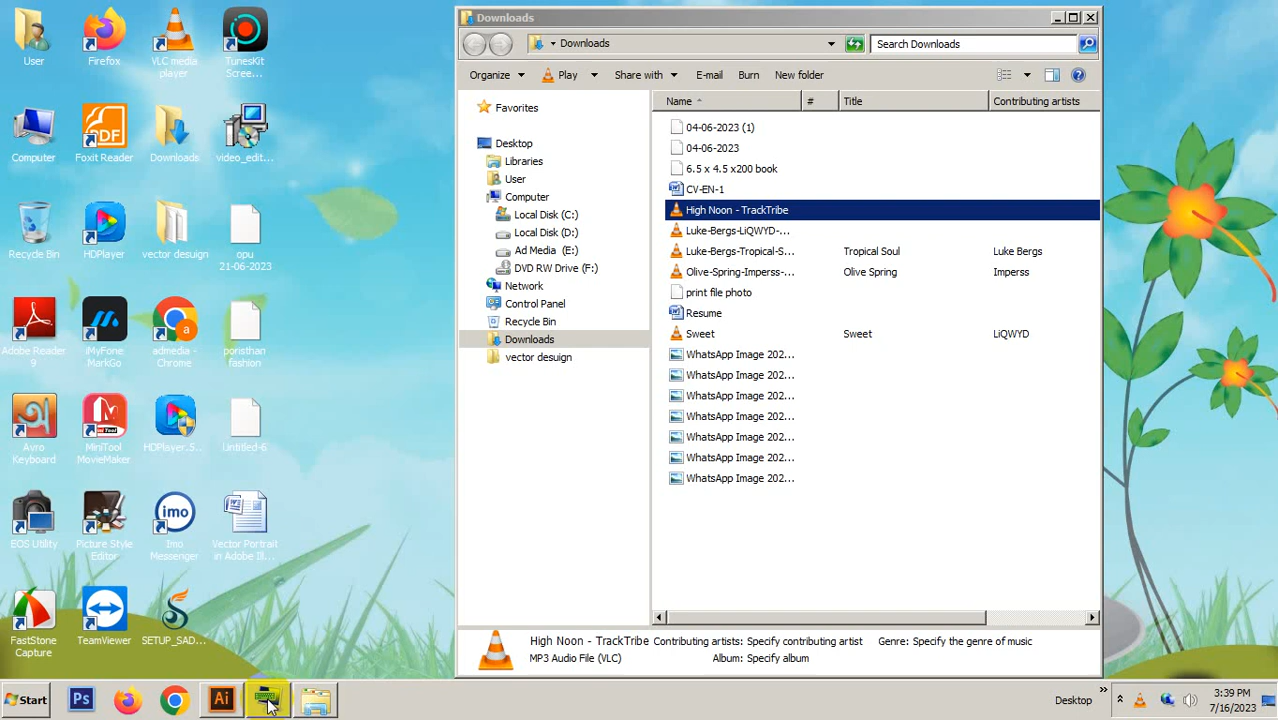 User
Firefox
VLC media
player
TunesKit
Scree...
Computer
Foxit Reader
Downloads
video_edit...
Recycle Bin
HDPlayer
vector desuign
opu
21-06-2023
Adobe Reader
9
iMyFone
MarkGo
admedia -
Chrome
poristhan
fashion
Avro
Keyboard
MiniTool
MovieMaker
HDPlayer.5...
Untitled-6
EOS Utility
Picture Style
Editor
Imo
Messenger
Vector Portrait
in Adobe Ill...
FastStone
Capture
TeamViewer
SETUP_SAD...
Downloads
Downloads
Search Downloads
Organize
Play
Share with
E-mail
Burn
New folder
Favorites
Desktop
Libraries
User
Computer
Local Disk (C:)
Local Disk (D:)
Ad Media (E:)
DVD RW Drive (F:)
Network
Control Panel
Recycle Bin
Downloads
vector desuign
Name # Title Contributing artists
04-06-2023 (1)
04-06-2023
6.5 x 4.5 x200 book
CV-EN-1
High Noon - TrackTribe
Luke-Bergs-LiQWYD-...
Luke-Bergs-Tropical-S... Tropical Soul Luke Bergs
Olive-Spring-Imperss-... Olive Spring Imperss
print file photo
Resume
Sweet Sweet LiQWYD
WhatsApp Image 202...
WhatsApp Image 202...
WhatsApp Image 202...
WhatsApp Image 202...
WhatsApp Image 202...
WhatsApp Image 202...
WhatsApp Image 202...
High Noon - TrackTribe Contributing artists: Specify contributing artist Genre: Specify the genre of music
MP3 Audio File (VLC) Album: Specify album
Start
Ps
Ai
Desktop
3:39 PM
7/16/2023